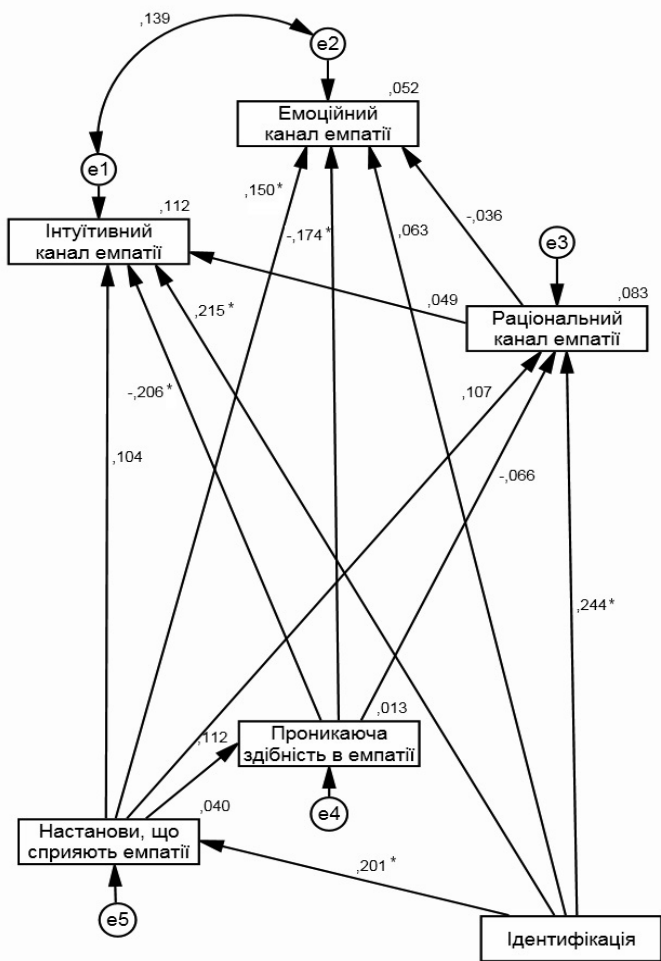 ,139
e2
,052
Емоційний
канал емпатії
e1
,112
Інтуїтивний
канал емпатії
,150*
-,174*
,063
-,036
e3
,083
Раціональний
канал емпатії
,049
,215*
-,206*
,107
,104
-,066
,244*
,013
Проникаюча
здібність в емпатії
,112
e4
,040
Настанови, що
сприяють емпатії
,201*
e5
Ідентифікація